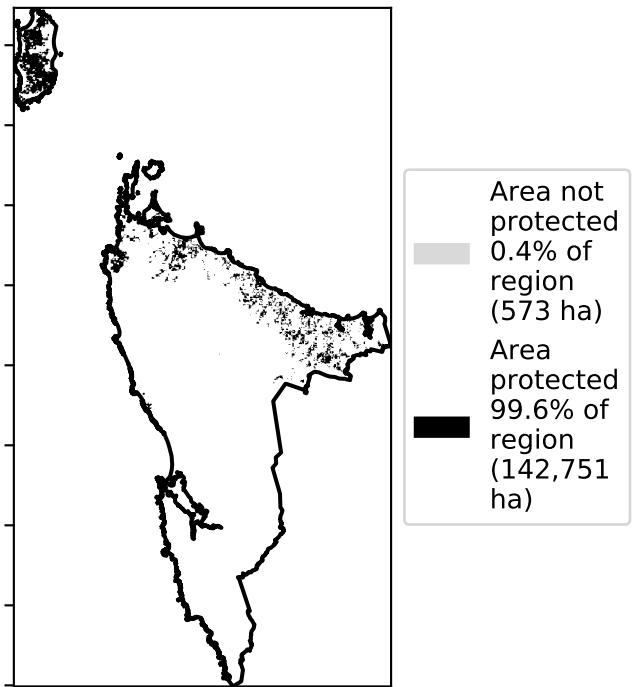 Area not
protected
0.4% of
region
(573 ha)
Area
protected
99.6% of
region
(142,751
ha)